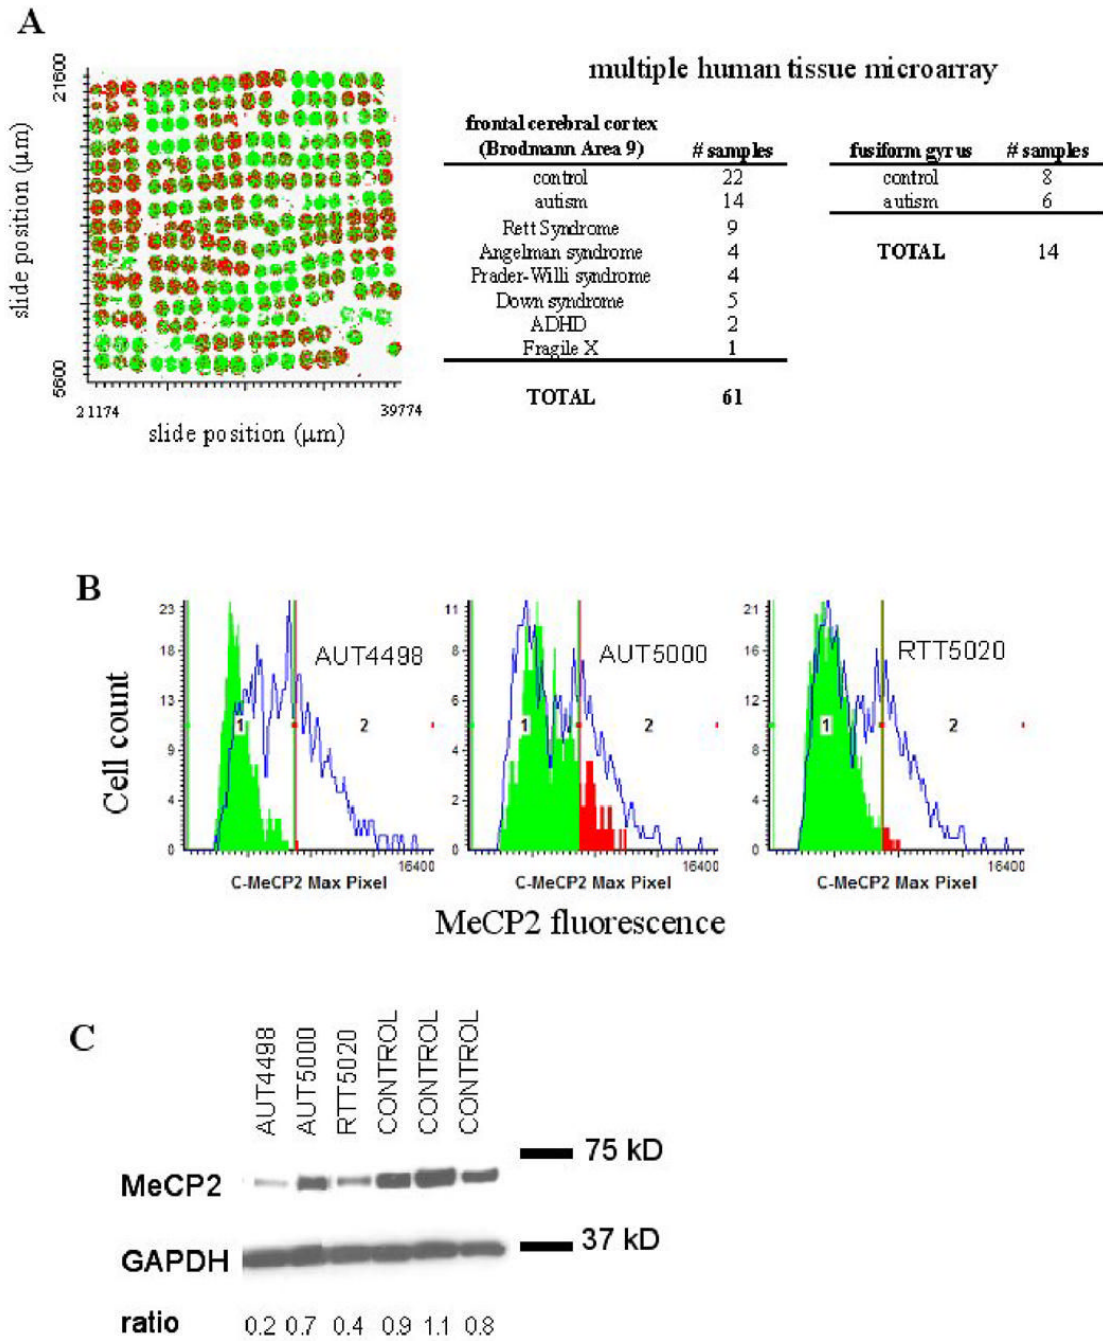 A
21600
slide position (µm)
5600
21174
39774
slide position (µm)
multiple human tissue microarray
frontal cerebral cortex
(Brodmann Area 9) # samples
control 22
autism 14
Rett Syndrome 9
Angelman syndrome 4
Prader-Willi syndrome 4
Down syndrome 5
ADHD 2
Fragile X 1
TOTAL 61
fusiform gyrus # samples
control 8
autism 6
TOTAL 14
B
Cell count
23
18
13
9
4
0
AUT4498
1
2
16400
C-MeCP2 Max Pixel
11
8
6
4
2
0
AUT5000
1
2
16400
C-MeCP2 Max Pixel
21
16
12
8
4
0
RTT5020
1
2
16400
C-MeCP2 Max Pixel
MeCP2 fluorescence
C
AUT4498
AUT5000
RTT5020
CONTROL
CONTROL
CONTROL
75 kD
MeCP2
37 kD
GAPDH
ratio 0.2 0.7 0.4 0.9 1.1 0.8